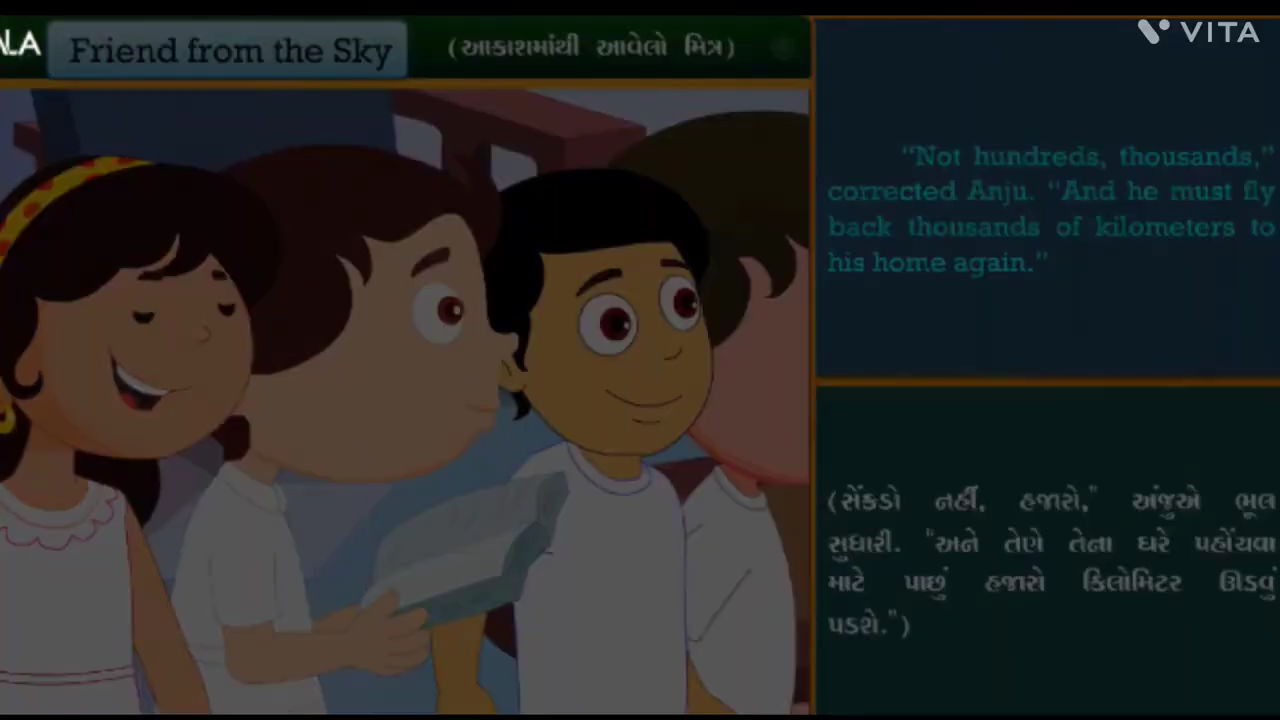 Friend from the Sky
(આકાશમાંથી આવેલો મિત્ર)
VITA
"Not hundreds, thousands,"
corrected Anju. "And he must fly
back thousands of kilometers to
his home again."
(સેંકડો નહીં, હજારો," અંજુએ ભૂલ
સુધારી. "અને તેણે તેના ઘરે પહોંચવા
માટે પાછું હજારો કિલોમિટર ઊડવું
પડશે.")